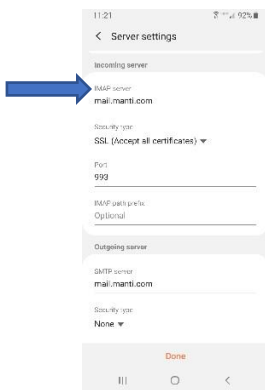 11:21
92%
Server settings
Incoming server
IMAP server
mail.manti.com
Security type
SSL (Accept all certificates)
Port
993
IMAP path prefix
Optional
Outgoing server
SMTP server
mail.manti.com
Security type
None
Done